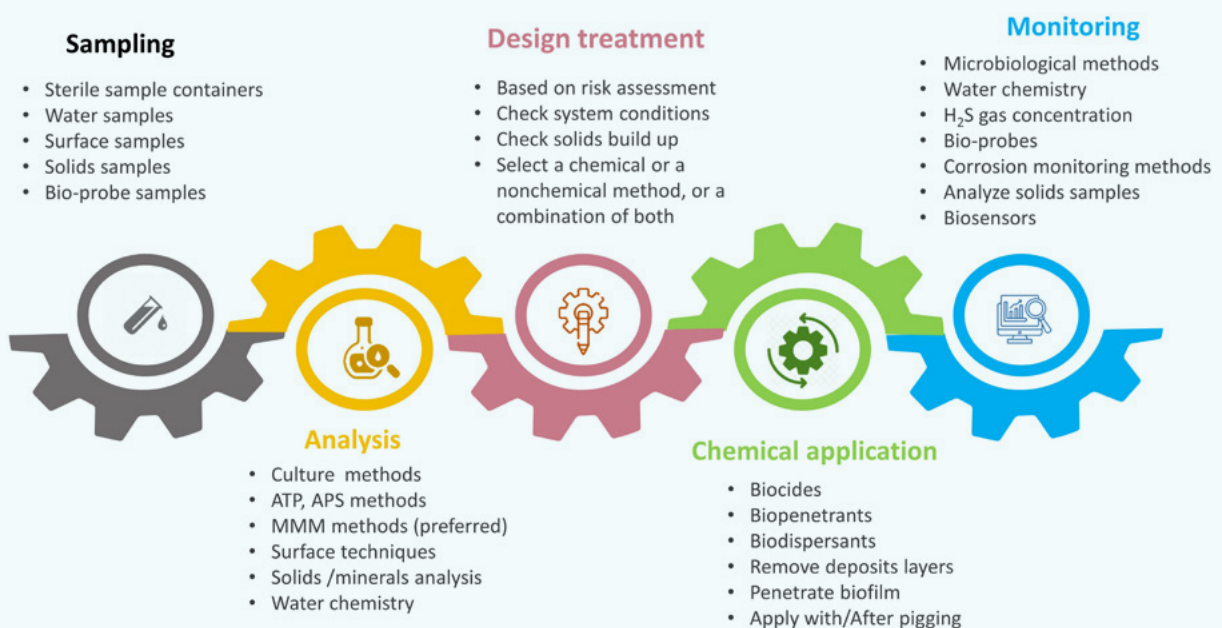 Sampling
• Sterile sample containers
• Water samples
• Surface samples
• Solids samples
• Bio-probe samples
Analysis
• Culture methods
• ATP, APS methods
• MMM methods (preferred)
• Surface techniques
• Solids /minerals analysis
• Water chemistry
Design treatment
• Based on risk assessment
• Check system conditions
• Check solids build up
• Select a chemical or a
nonchemical method, or a
combination of both
Chemical application
• Biocides
• Biopenetrants
• Biodispersants
• Remove deposits layers
• Penetrate biofilm
• Apply with/After pigging
Monitoring
• Microbiological methods
• Water chemistry
• H₂S gas concentration
• Bio-probes
• Corrosion monitoring methods
• Analyze solids samples
• Biosensors